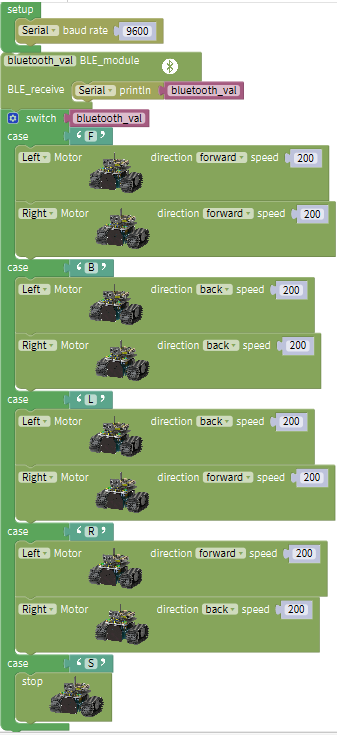 setup
Serial baud rate 9600
bluetooth_val BLE_module
BLE_receive Serial println bluetooth_val
switch bluetooth_val
case “ F ”
Left Motor direction forward speed 200
Right Motor direction forward speed 200
case “ B ”
Left Motor direction back speed 200
Right Motor direction back speed 200
case “ L ”
Left Motor direction back speed 200
Right Motor direction forward speed 200
case “ R ”
Left Motor direction forward speed 200
Right Motor direction back speed 200
case “ S ”
stop